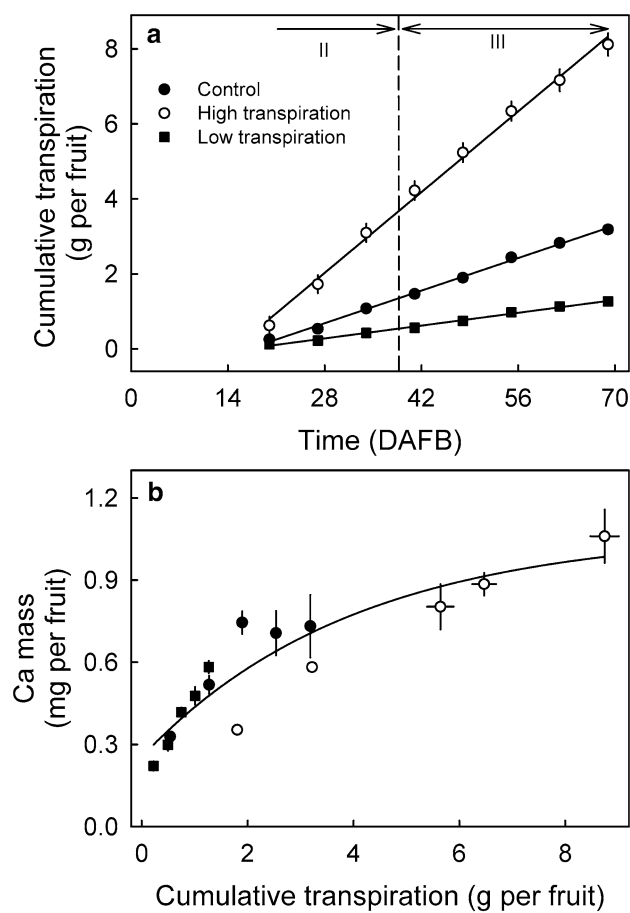 a
II
III
Control
High transpiration
Low transpiration
Cumulative transpiration
(g per fruit)
8
6
4
2
0
0 14 28 42 56 70
Time (DAFB)
b
Ca mass
(mg per fruit)
1.2
0.9
0.6
0.3
0.0
0 2 4 6 8
Cumulative transpiration (g per fruit)